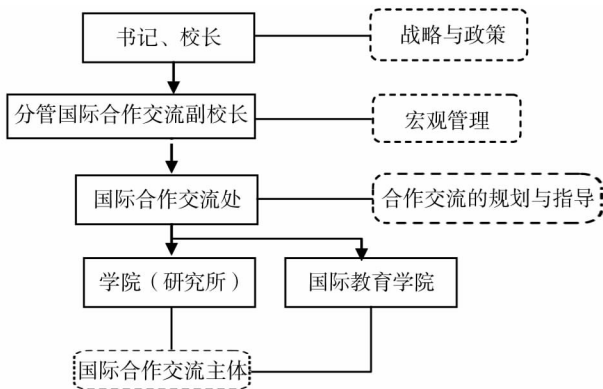 书记、校长
战略与政策
分管国际合作交流副校长
宏观管理
国际合作交流处
合作交流的规划与指导
学院（研究所）
国际教育学院
国际合作交流主体